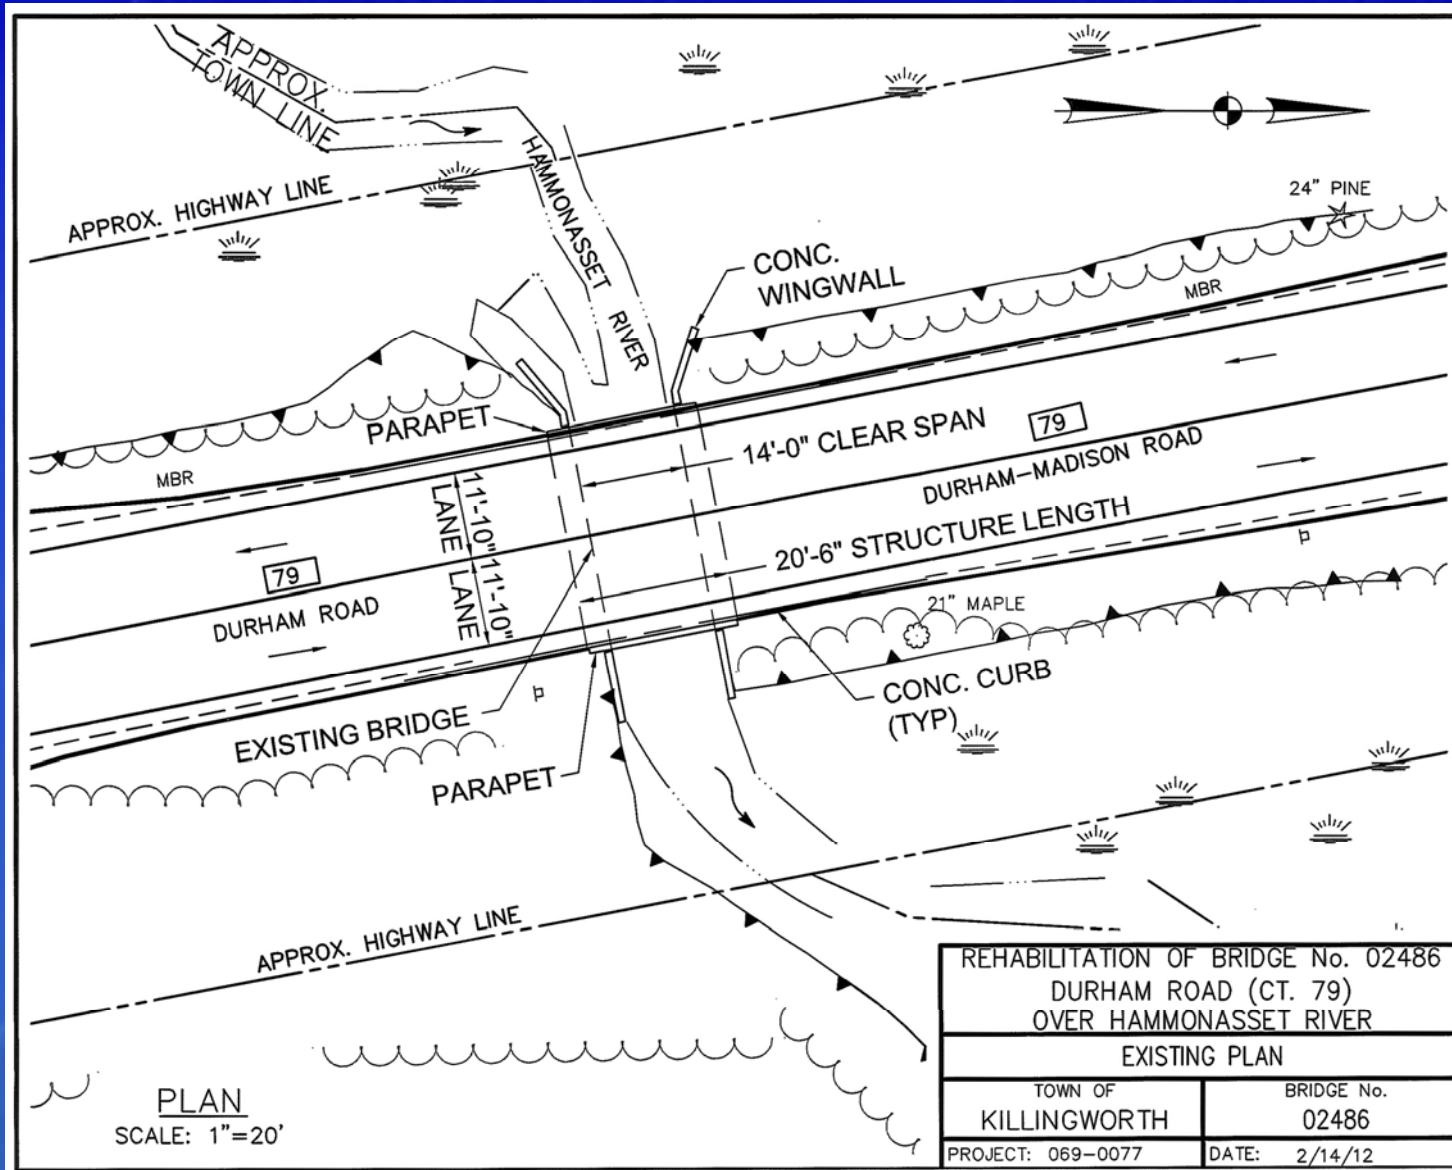 APPROX.
TOWN LINE
HAMMONASSET RIVER
APPROX. HIGHWAY LINE
24" PINE
CONC.
WINGWALL
MBR
PARAPET
14'-0" CLEAR SPAN
79
DURHAM-MADISON ROAD
MBR
11'-10"
LANE
20'-6" STRUCTURE LENGTH
79
DURHAM ROAD
11'-10"
LANE
21" MAPLE
CONC. CURB
(TYP)
EXISTING BRIDGE
PARAPET
APPROX. HIGHWAY LINE
PLAN
SCALE: 1"=20'
REHABILITATION OF BRIDGE No. 02486
DURHAM ROAD (CT. 79)
OVER HAMMONASSET RIVER
EXISTING PLAN
TOWN OF
KILLINGWORTH
BRIDGE No.
02486
PROJECT: 069-0077
DATE: 2/14/12